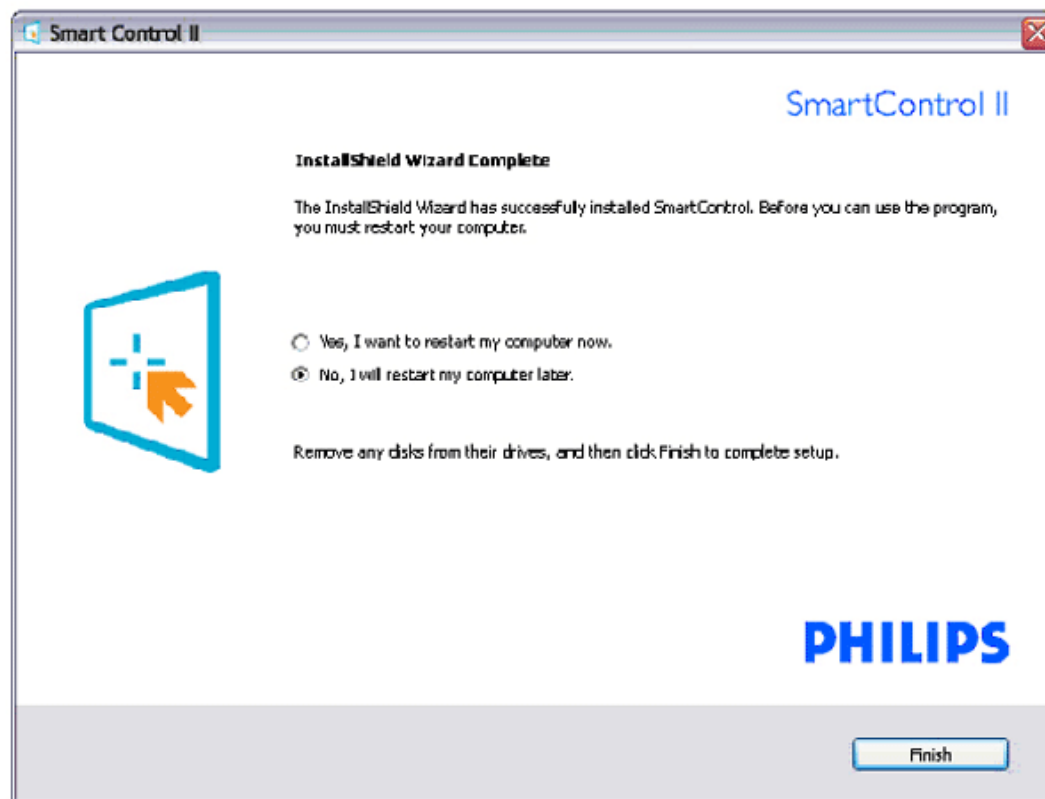 Smart Control II
SmartControl II
InstallShield Wizard Complete
The InstallShield Wizard has successfully installed SmartControl. Before you can use the program,
you must restart your computer.
Yes, I want to restart my computer now.
No, I will restart my computer later.
Remove any disks from their drives, and then click Finish to complete setup.
PHILIPS
Finish